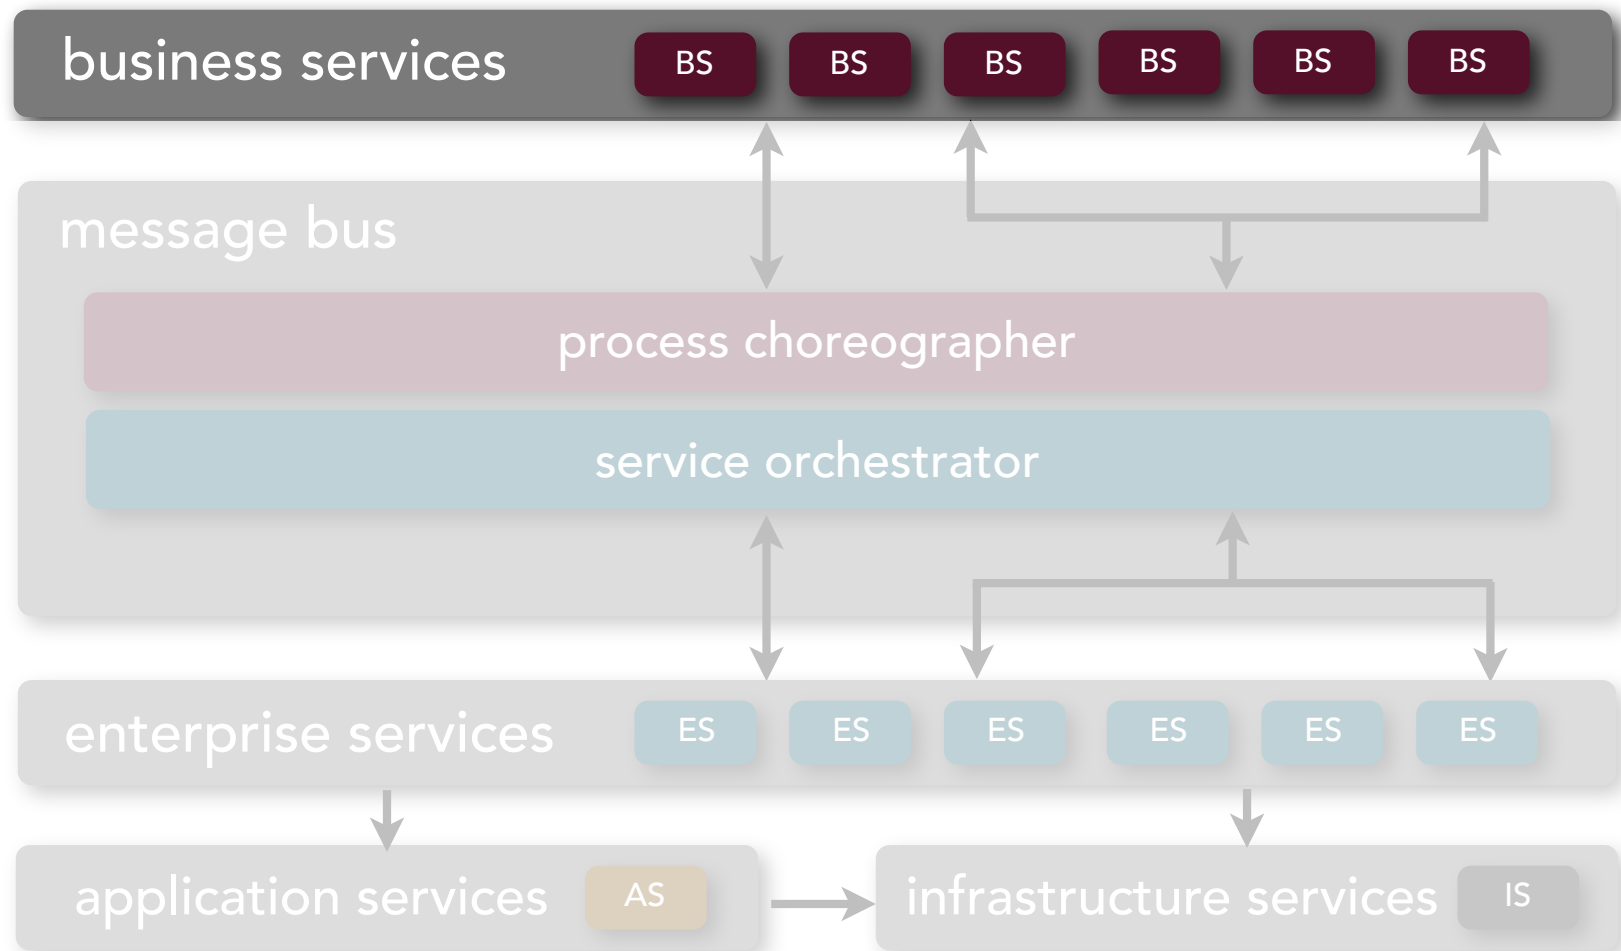 business services BS BS BS BS BS BS
message bus
process choreographer
service orchestrator
enterprise services ES ES ES ES ES ES
application services AS infrastructure services IS